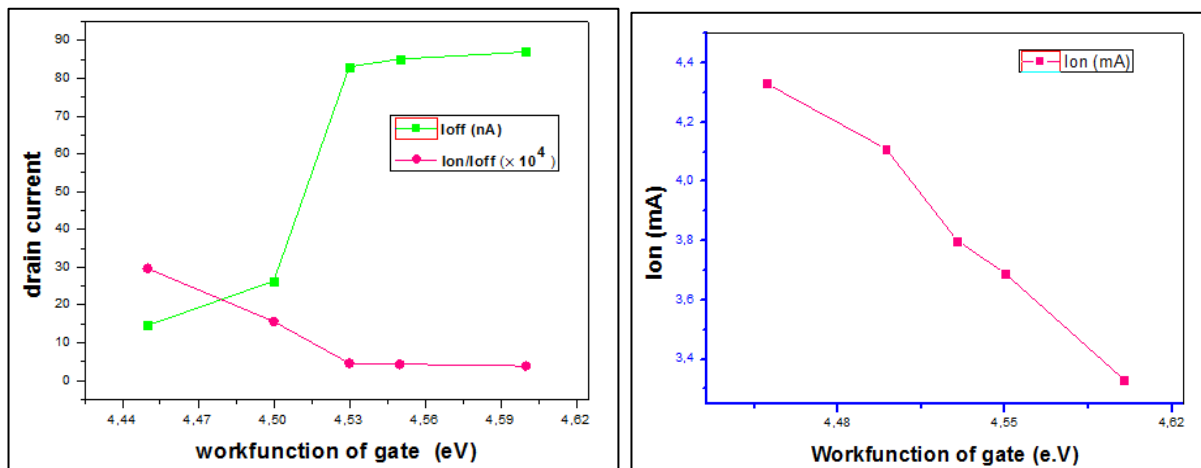 90
80
70
60
50
40
30
20
10
0
drain current
Ioff (nA)
Ion/Ioff (× 10^4 )
4,44 4,47 4,50 4,53 4,56 4,59 4,62
workfunction of gate (eV)
4,4
4,2
4,0
3,8
3,6
3,4
Ion (mA)
Ion (mA)
4,48 4,65 4,62
Workfunction of gate (e.V)